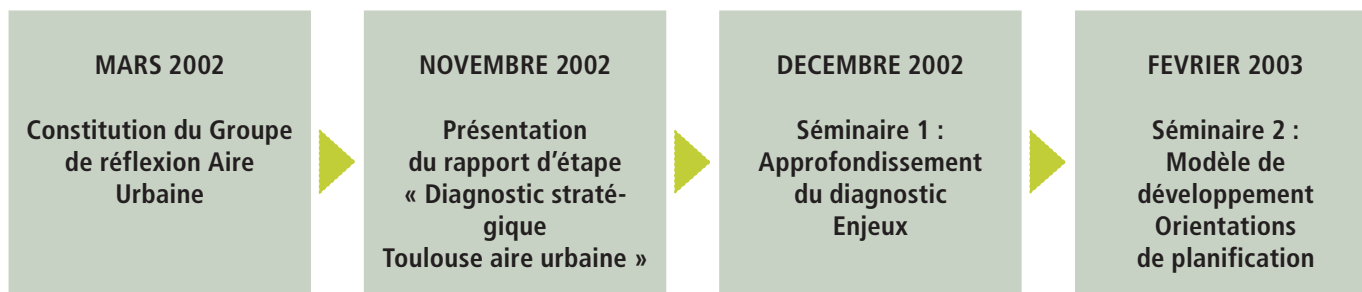 MARS 2002
Constitution du Groupe
de réflexion Aire
Urbaine
NOVEMBRE 2002
Présentation
du rapport d’étape
« Diagnostic straté-
gique
Toulouse aire urbaine »
DECEMBRE 2002
Séminaire 1 :
Approfondissement
du diagnostic
Enjeux
FEVRIER 2003
Séminaire 2 :
Modèle de
développement
Orientations
de planification